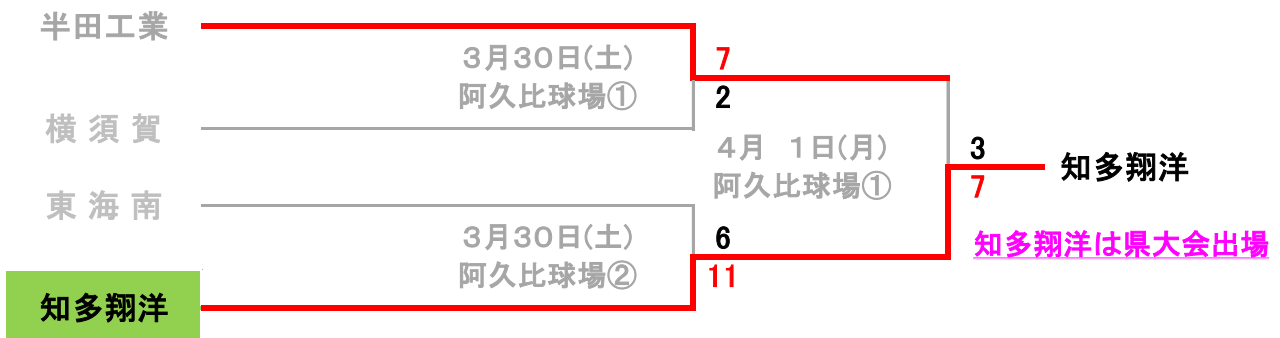 半田工業
３月３０日(土)
阿久比球場①
7
2
横須賀
４月　１日(月)
阿久比球場①
3
7
知多翔洋
東海南
３月３０日(土)
阿久比球場②
6
11
知多翔洋は県大会出場
知多翔洋